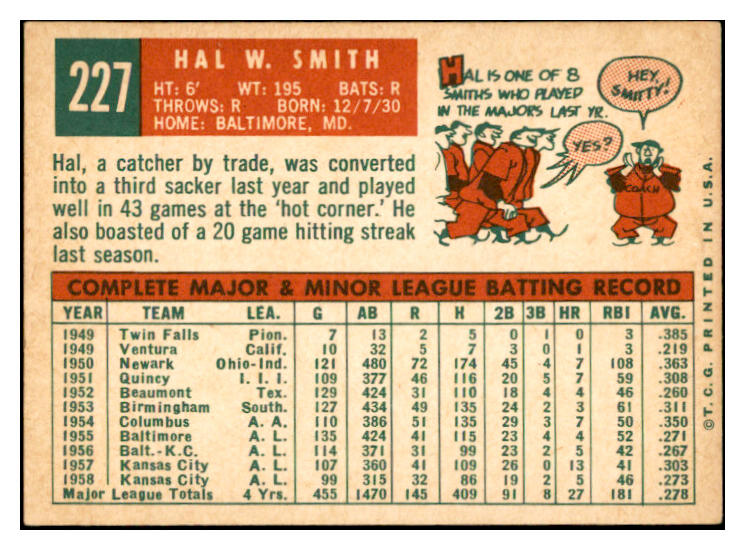 227
HAL W. SMITH
HT: 6' WT: 195 BATS: R
THROWS: R BORN: 12/7/30
HOME: BALTIMORE, MD.
HAL IS ONE OF 8
SMITHS WHO PLAYED
IN THE MAJORS LAST YR.
HEY, SMITTY!
YES?
COACH
Hal, a catcher by trade, was converted
into a third sacker last year and played
well in 43 games at the 'hot corner.' He
also boasted of a 20 game hitting streak
last season.
COMPLETE MAJOR & MINOR LEAGUE BATTING RECORD
YEAR TEAM LEA. G AB R H 2B 3B HR RBI AVG.
1949 Twin Falls Pion. 7 13 2 5 0 1 0 3 .385
1949 Ventura Calif. 10 32 5 7 3 0 1 3 .219
1950 Newark Ohio-Ind. 121 480 72 174 45 4 7 108 .363
1951 Quincy I. I. I. 109 377 46 116 20 5 7 59 .308
1952 Beaumont Tex. 129 424 31 110 18 4 4 46 .260
1953 Birmingham South. 127 434 49 135 24 2 3 61 .311
1954 Columbus A. A. 110 386 51 135 29 3 7 50 .350
1955 Baltimore A. L. 135 424 41 115 23 4 4 52 .271
1956 Balt.-K.C. A. L. 114 371 31 99 23 2 5 42 .267
1957 Kansas City A. L. 107 360 41 109 26 0 13 41 .303
1958 Kansas City A. L. 99 315 32 86 19 2 5 46 .273
Major League Totals 4 Yrs. 455 1470 145 409 91 8 27 181 .278
©T.C.G. PRINTED IN U.S.A.